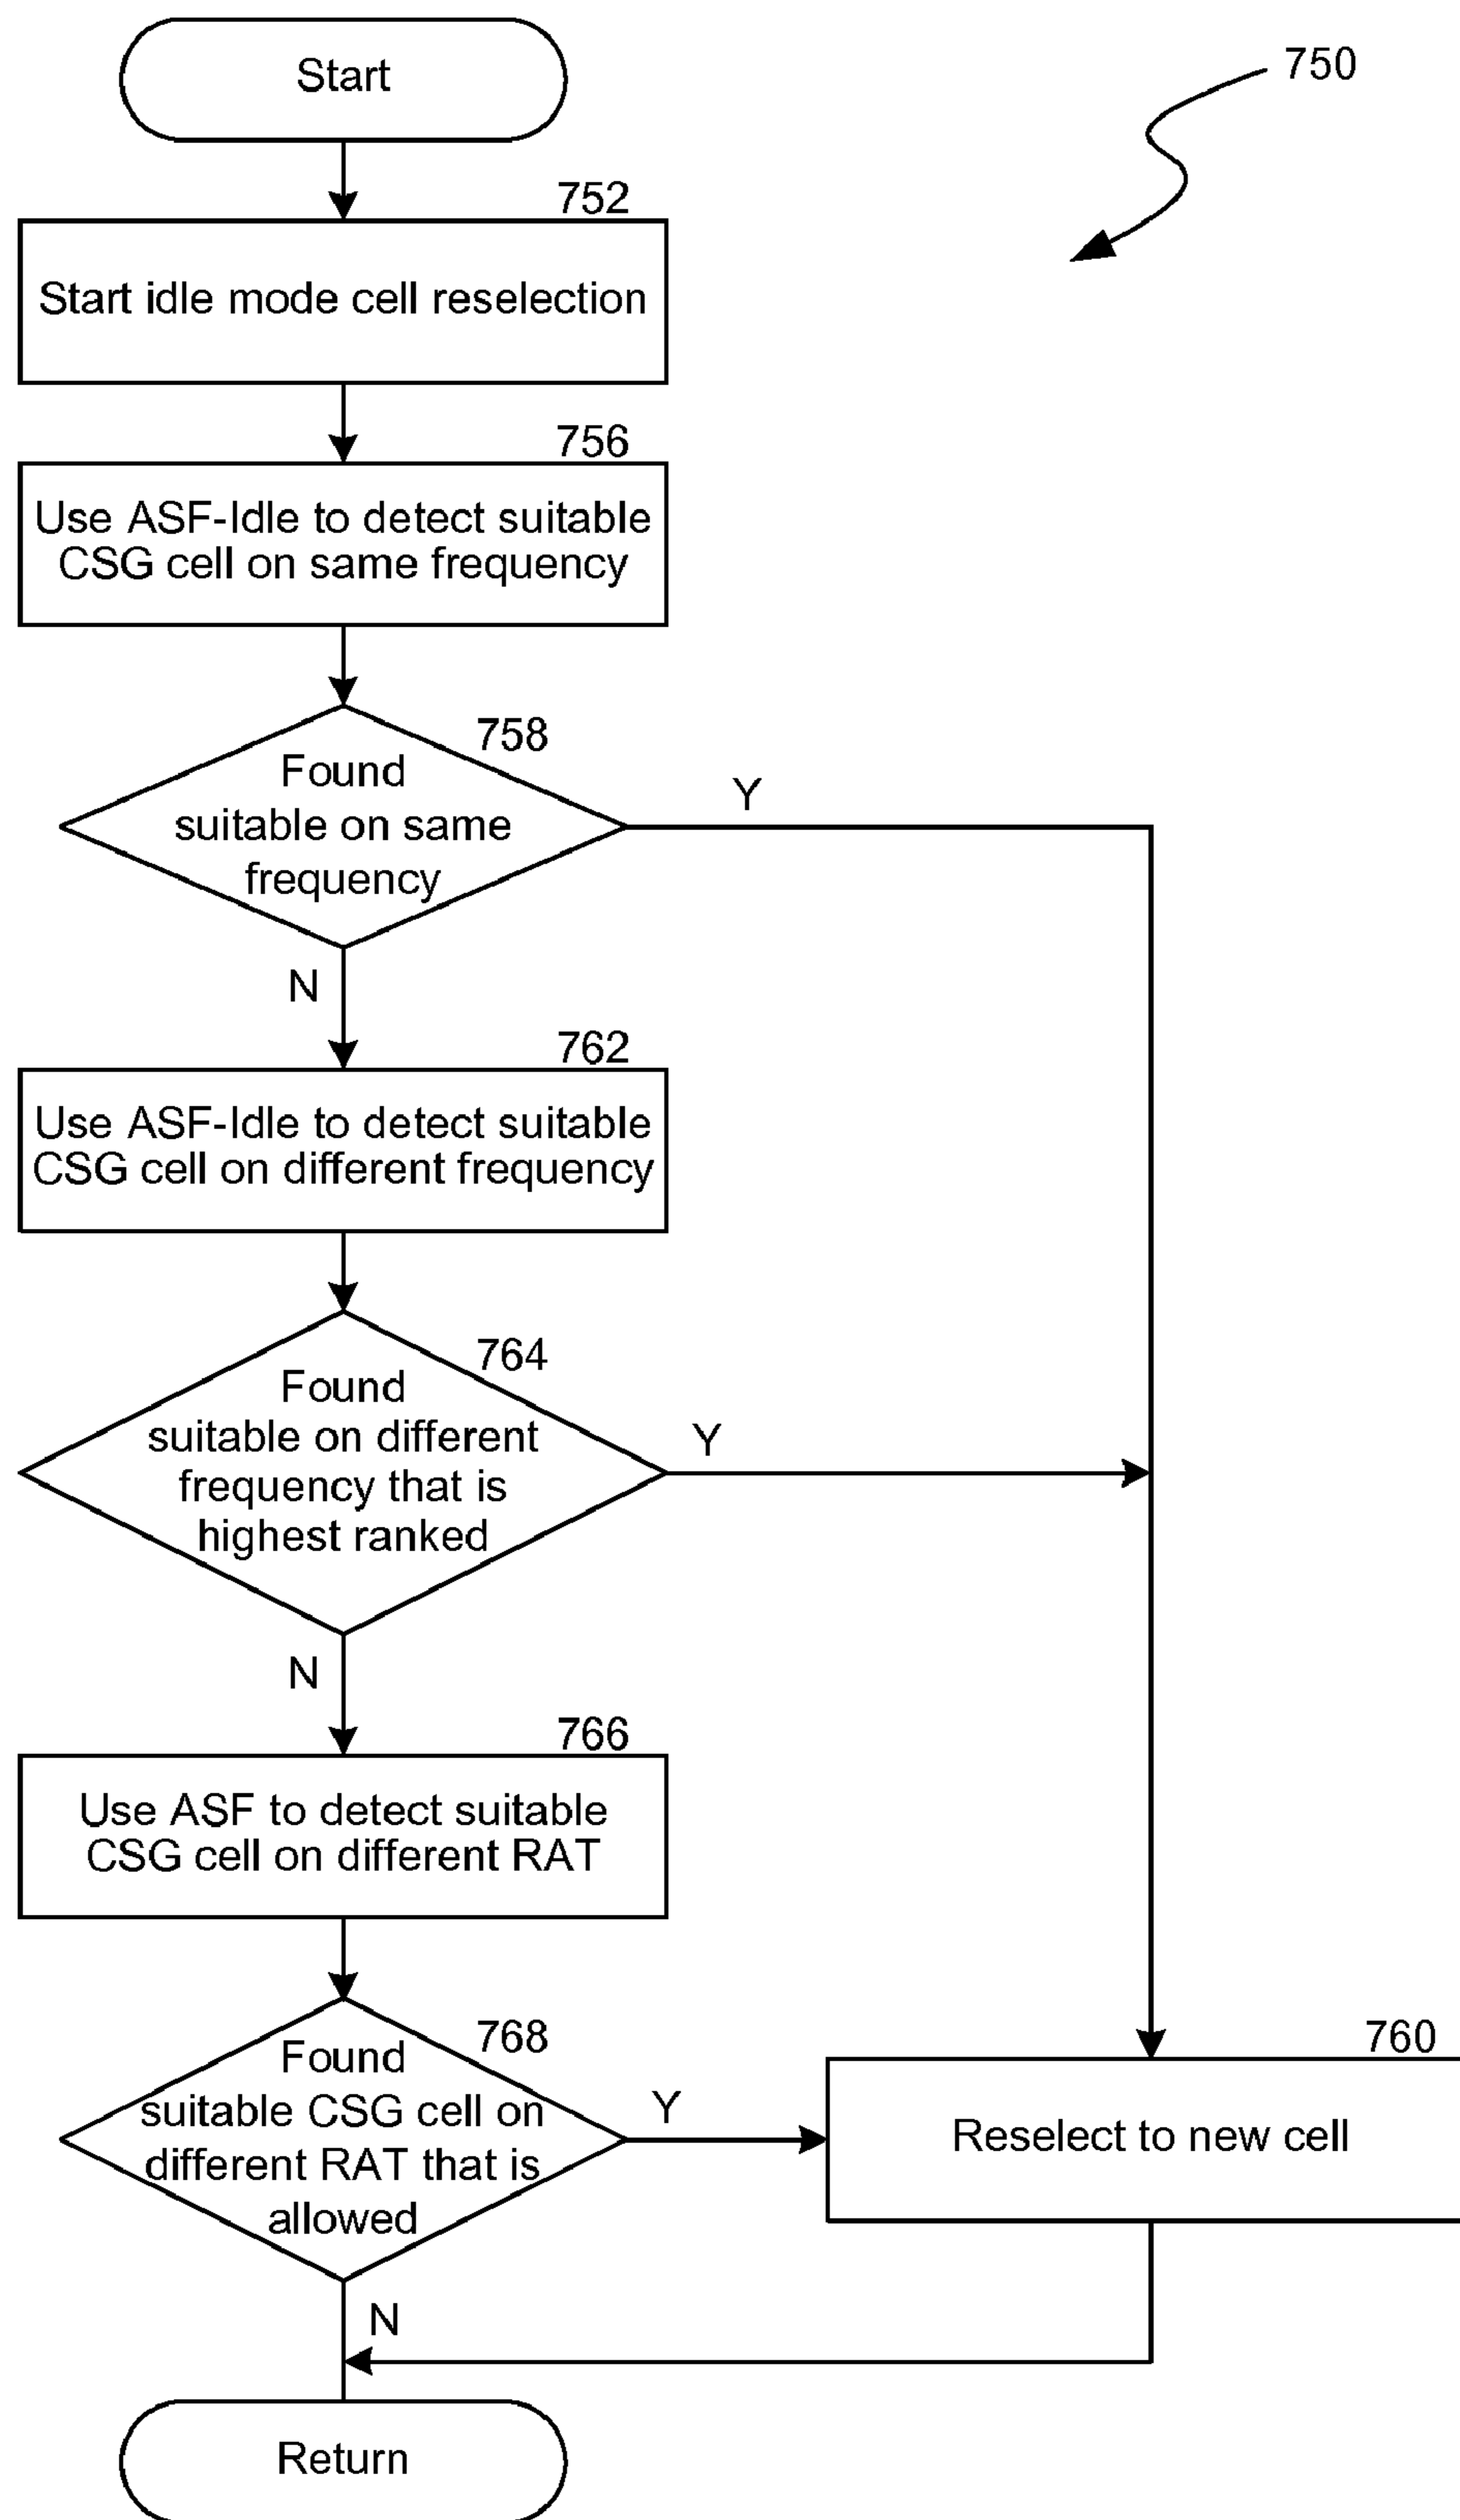 Start
750
752
Start idle mode cell reselection
756
Use ASF-Idle to detect suitable
CSG cell on same frequency
758
Found
suitable on same
frequency
Y
N
762
Use ASF-Idle to detect suitable
CSG cell on different frequency
764
Found
suitable on different
frequency that is
highest ranked
Y
N
766
Use ASF to detect suitable
CSG cell on different RAT
768
Found
suitable CSG cell on
different RAT that is
allowed
Y
760
Reselect to new cell
N
Return